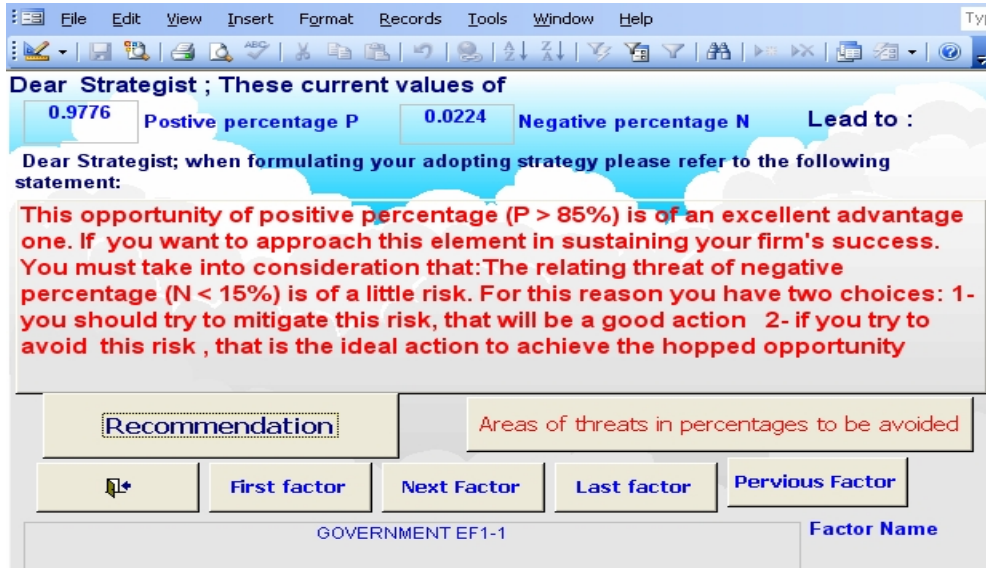 File Edit View Insert Format Records Tools Window Help Ty
Dear Strategist ; These current values of
0.9776 Postive percentage P 0.0224 Negative percentage N Lead to :
Dear Strategist; when formulating your adopting strategy please refer to the following
statement:
This opportunity of positive percentage (P > 85%) is of an excellent advantage
one. If you want to approach this element in sustaining your firm's success.
You must take into consideration that:The relating threat of negative
percentage (N < 15%) is of a little risk. For this reason you have two choices: 1-
you should try to mitigate this risk, that will be a good action 2- if you try to
avoid this risk , that is the ideal action to achieve the hopped opportunity
Recommendation Areas of threats in percentages to be avoided
First factor Next Factor Last factor Pervious Factor
GOVERNMENT EF1-1 Factor Name